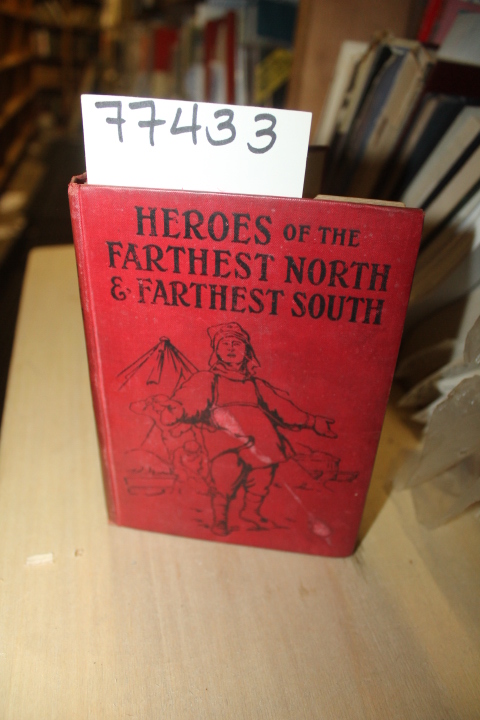 77433
HEROES OF THE
FARTHEST NORTH
& FARTHEST SOUTH